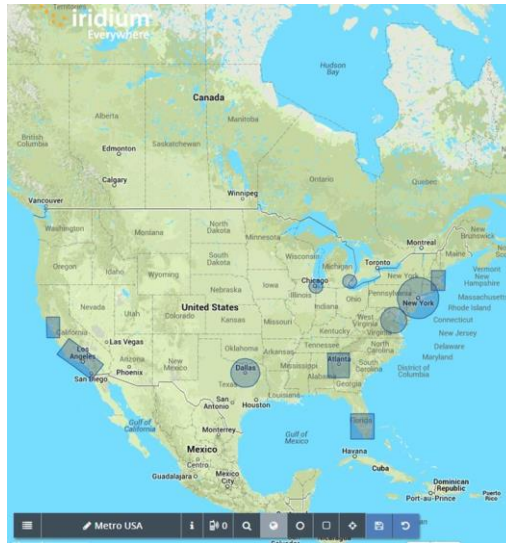 iridium
Everywhere
Hudson
Bay
Canada
Alberta
Manitoba
British
Columbia
Edmonton
Saskatchewan
Calgary
Ontario
Quebec
Vancouver
Winnipeg
Washington
Montana
North
Dakota
Minnesota
Montreal
Maine
New
Brunswick
Oregon
Idaho
Wyoming
South
Dakota
Wisconsin
Michigan
Toronto
New York
Vermont
New
Hampshire
Massachusetts
Rhode Island
Connecticut
New Jersey
Delaware
Maryland
District of
Columbia
Nebraska
Iowa
Chicago
Illinois
Indiana
Ohio
Pennsylvania
New York
Nevada
Utah
Colorado
United States
Kansas
Missouri
West
Virginia
Kentucky
Virginia
California
Las Vegas
Los
Angeles
San Diego
Arizona
Phoenix
New
Mexico
Oklahoma
Arkansas
Tennessee
North
Carolina
South
Carolina
Atlanta
Mississippi
Alabama
Georgia
Dallas
Texas
Louisiana
San
Antonio
Houston
Florida
Gulf of
California
Monterrey
Gulf of
Mexico
Mexico
Centro
Guadalajara
Mexico
City
Havana
Cuba
Dominican
Republic
Port-au-Prince
Puerto
Rico
Metro USA
i
0